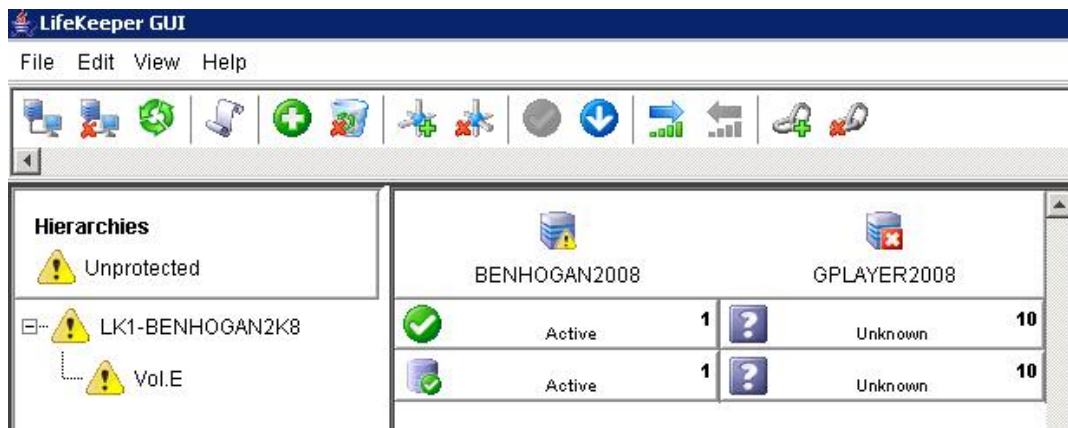 LifeKeeper GUI
File Edit View Help
Hierarchies
Unprotected
BENHOGAN2008
GPLAYER2008
LK1-BENHOGAN2K8
Active 1
Unknown 10
Vol.E
Active 1
Unknown 10